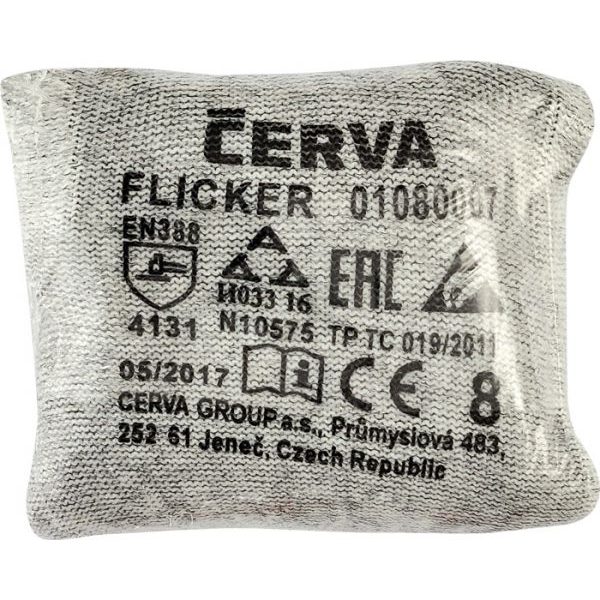 ČERVA
FLICKER 01080007
EN388
4131
И033 16
N10575 TP TC 019/2011
EAC
05/2017
i
CE 8
CERVA GROUP a.s., Průmyslová 483,
252 61 Jeneč, Czech Republic